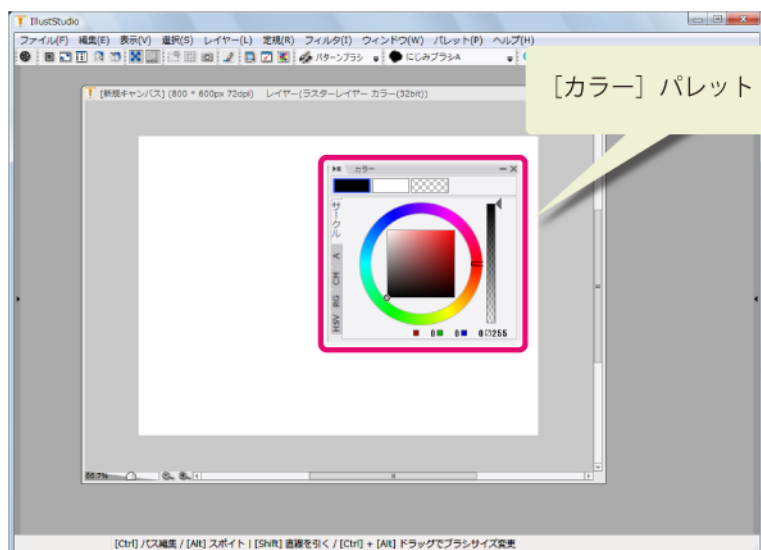 IllustStudio
ファイル(F) 編集(E) 表示(V) 選択(S) レイヤー(L) 定規(R) フィルタ(I) ウィンドウ(W) パレット(P) ヘルプ(H)
パターンブラシ にじみブラシA
[カラー] パレット
[新規キャンバス] (800 * 600px 72dpi) レイヤー(ラスターレイヤー カラー(32bit))
カラー
サークル
A
CM
RG
HSV
0 0 0 255
66.7%
[Ctrl] パス編集 / [Alt] スポイト | [Shift] 直線を引く / [Ctrl] + [Alt] ドラッグでブラシサイズ変更